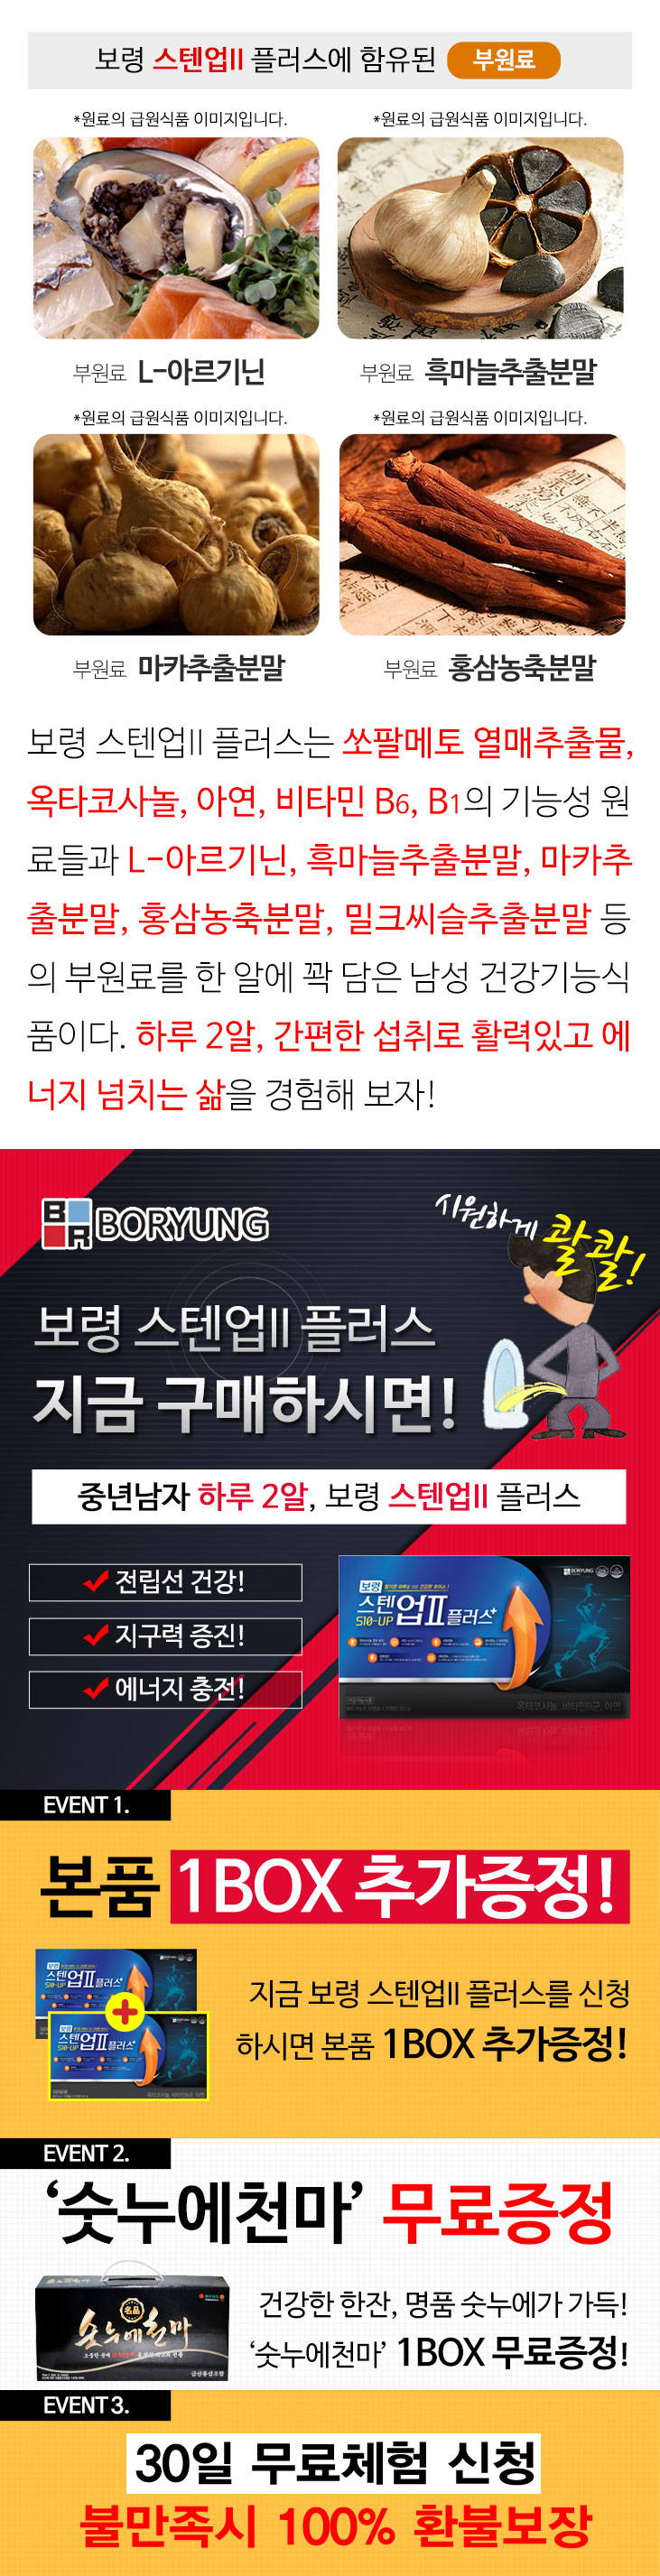 보령 스텐업II 플러스에 함유된 부원료
*원료의 급원식품 이미지입니다.
*원료의 급원식품 이미지입니다.
부원료 L-아르기닌
부원료 흑마늘추출분말
*원료의 급원식품 이미지입니다.
*원료의 급원식품 이미지입니다.
부원료 마카추출분말
부원료 홍삼농축분말
보령 스텐업II 플러스는 쏘팔메토 열매추출물,
옥타코사놀, 아연, 비타민 B6, B1의 기능성 원
료들과 L-아르기닌, 흑마늘추출분말, 마카추
출분말, 홍삼농축분말, 밀크씨슬추출분말 등
의 부원료를 한 알에 꽉 담은 남성 건강기능식
품이다. 하루 2알, 간편한 섭취로 활력있고 에
너지 넘치는 삶을 경험해 보자!
BR BORYUNG
시원하게 콸콸!
보령 스텐업II 플러스
지금 구매하시면!
중년남자 하루 2알, 보령 스텐업II 플러스
전립선 건강!
지구력 증진!
에너지 충전!
BORYUNG
보령
스텐업II플러스+
S10-UP
옥타코사놀, 비타민B군, 아연
EVENT 1.
본품 1BOX 추가증정!
보령
스텐업II플러스+
S10-UP
보령
스텐업II플러스+
S10-UP
지금 보령 스텐업II 플러스를 신청
하시면 본품 1BOX 추가증정!
EVENT 2.
‘숫누에천마’ 무료증정
名品
숫누에천마
금산홍삼조합
건강한 한잔, 명품 숫누에가 가득!
‘숫누에천마’ 1BOX 무료증정!
EVENT 3.
30일 무료체험 신청
불만족시 100% 환불보장